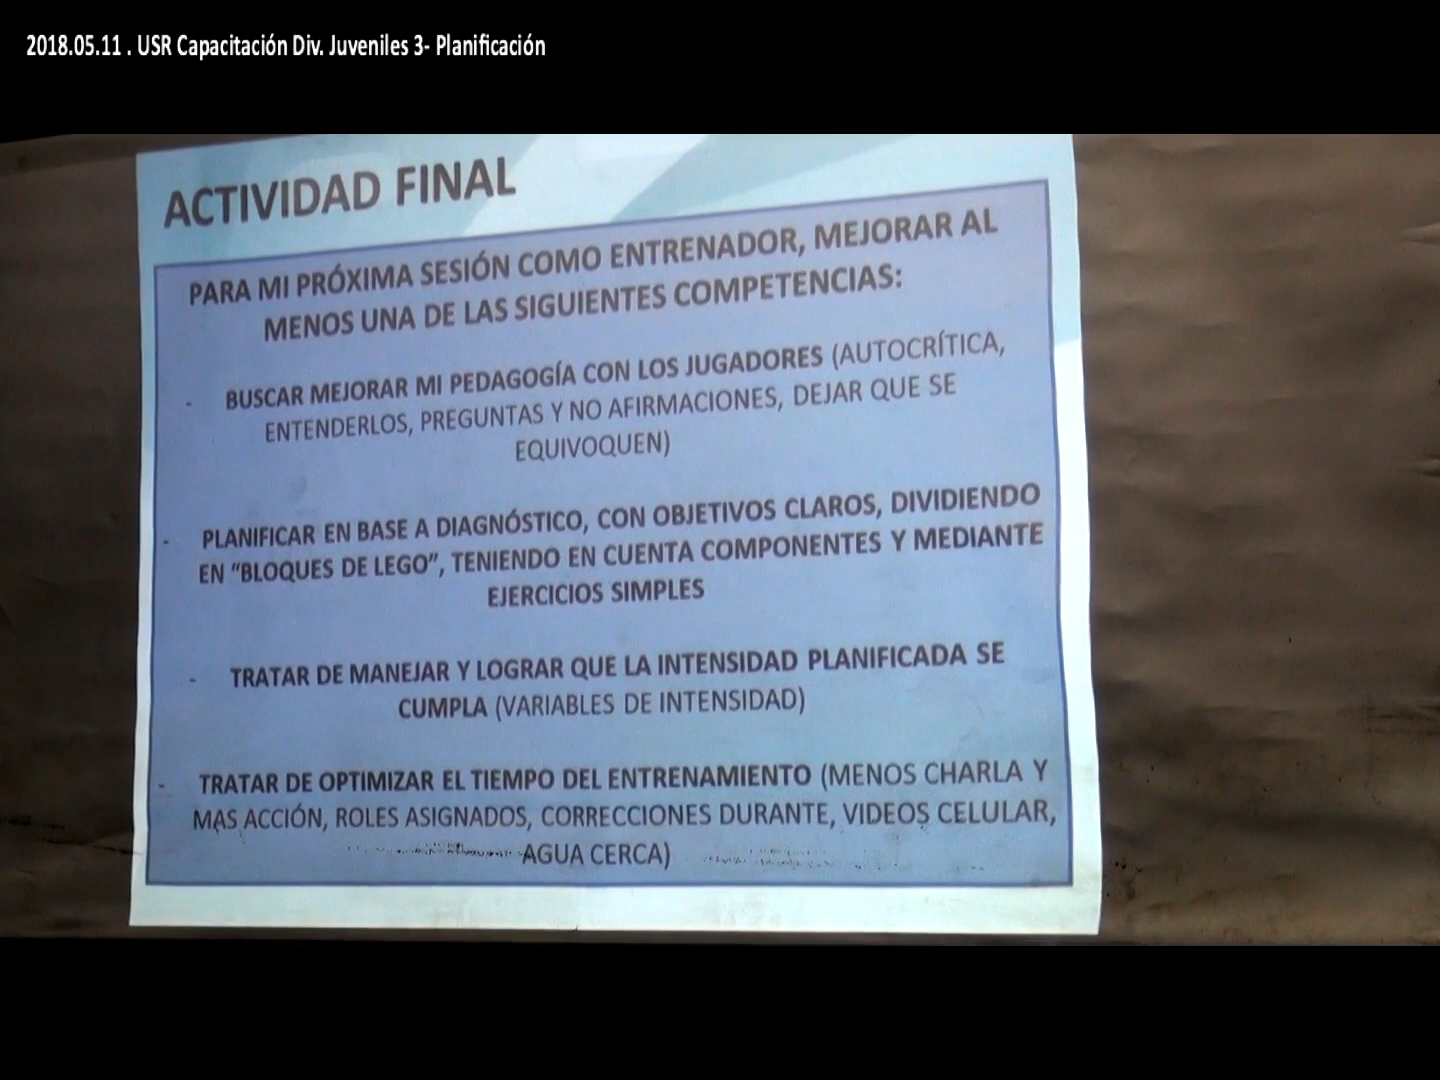 2018.05.11 . USR Capacitación Div. Juveniles 3- Planificación
ACTIVIDAD FINAL
PARA MI PRÓXIMA SESIÓN COMO ENTRENADOR, MEJORAR AL
MENOS UNA DE LAS SIGUIENTES COMPETENCIAS:
- BUSCAR MEJORAR MI PEDAGOGÍA CON LOS JUGADORES (AUTOCRÍTICA,
ENTENDERLOS, PREGUNTAS Y NO AFIRMACIONES, DEJAR QUE SE
EQUIVOQUEN)
- PLANIFICAR EN BASE A DIAGNÓSTICO, CON OBJETIVOS CLAROS, DIVIDIENDO
EN “BLOQUES DE LEGO”, TENIENDO EN CUENTA COMPONENTES Y MEDIANTE
EJERCICIOS SIMPLES
- TRATAR DE MANEJAR Y LOGRAR QUE LA INTENSIDAD PLANIFICADA SE
CUMPLA (VARIABLES DE INTENSIDAD)
- TRATAR DE OPTIMIZAR EL TIEMPO DEL ENTRENAMIENTO (MENOS CHARLA Y
MAS ACCIÓN, ROLES ASIGNADOS, CORRECCIONES DURANTE, VIDEOS CELULAR,
AGUA CERCA)